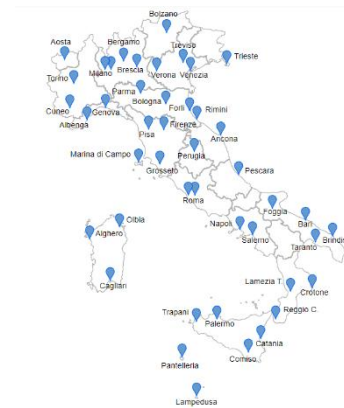 Bolzano
Aosta
Bergamo
Treviso
Trieste
Torino
Milano
Brescia
Verona
Venezia
Parma
Bologna
Forlì
Rimini
Cuneo
Genova
Albenga
Pisa
Firenze
Ancona
Marina di Campo
Grosseto
Perugia
Pescara
Roma
Foggia
Olbia
Alghero
Napoli
Salerno
Bari
Brindisi
Taranto
Cagliari
Lamezia T.
Crotone
Trapani
Palermo
Reggio C
Catania
Comiso
Pantelleria
Lampedusa